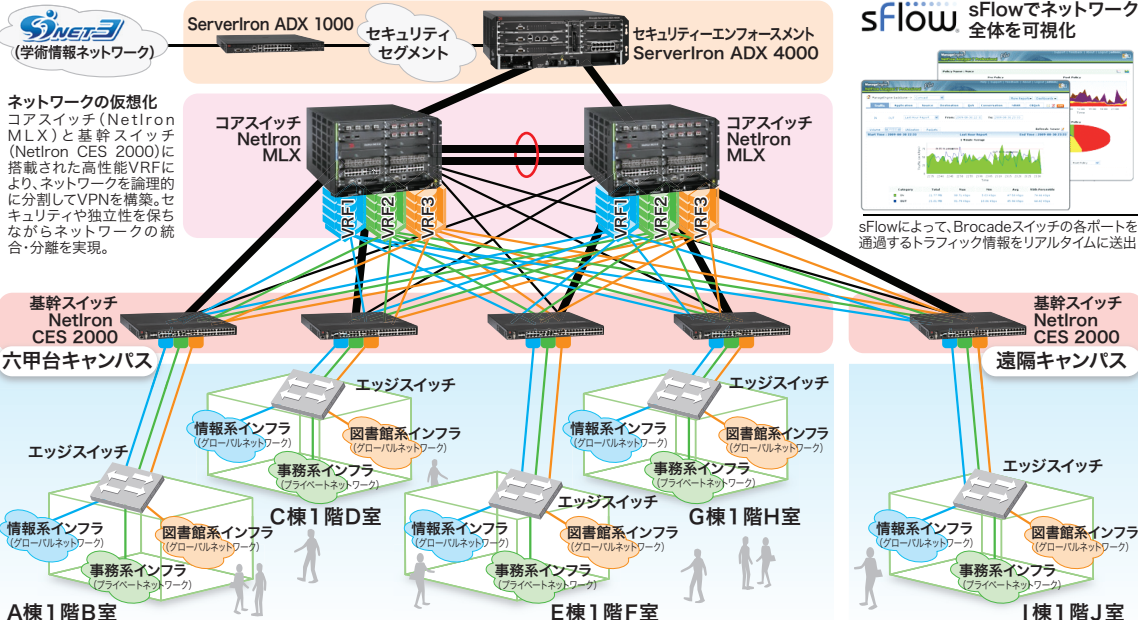 SINET3
(学術情報ネットワーク)
ServerIron ADX 1000
セキュリティ
セグメント
セキュリティーエンフォースメント
ServerIron ADX 4000
sFlow
sFlowでネットワーク
全体を可視化
ネットワークの仮想化
コアスイッチ(NetIron
MLX)と基幹スイッチ
(NetIron CES 2000)に
搭載された高性能VRFに
より、ネットワークを論理的
に分割してVPNを構築。セ
キュリティや独立性を保ち
ながらネットワークの統
合・分離を実現。
コアスイッチ
NetIron
MLX
コアスイッチ
NetIron
MLX
VRF1
VRF2
VRF3
VRF1
VRF2
VRF3
sFlowによって、Brocadeスイッチの各ポートを
通過するトラフィック情報をリアルタイムに送出
基幹スイッチ
NetIron
CES 2000
基幹スイッチ
NetIron
CES 2000
六甲台キャンパス
遠隔キャンパス
エッジスイッチ
情報系インフラ
(グローバルネットワーク)
図書館系インフラ
(グローバルネットワーク)
事務系インフラ
(プライベートネットワーク)
C棟1階D室
エッジスイッチ
情報系インフラ
(グローバルネットワーク)
図書館系インフラ
(グローバルネットワーク)
事務系インフラ
(プライベートネットワーク)
G棟1階H室
エッジスイッチ
情報系インフラ
(グローバルネットワーク)
図書館系インフラ
(グローバルネットワーク)
事務系インフラ
(プライベートネットワーク)
A棟1階B室
エッジスイッチ
情報系インフラ
(グローバルネットワーク)
図書館系インフラ
(グローバルネットワーク)
事務系インフラ
(プライベートネットワーク)
E棟1階F室
エッジスイッチ
情報系インフラ
(グローバルネットワーク)
図書館系インフラ
(グローバルネットワーク)
事務系インフラ
(プライベートネットワーク)
I棟1階J室